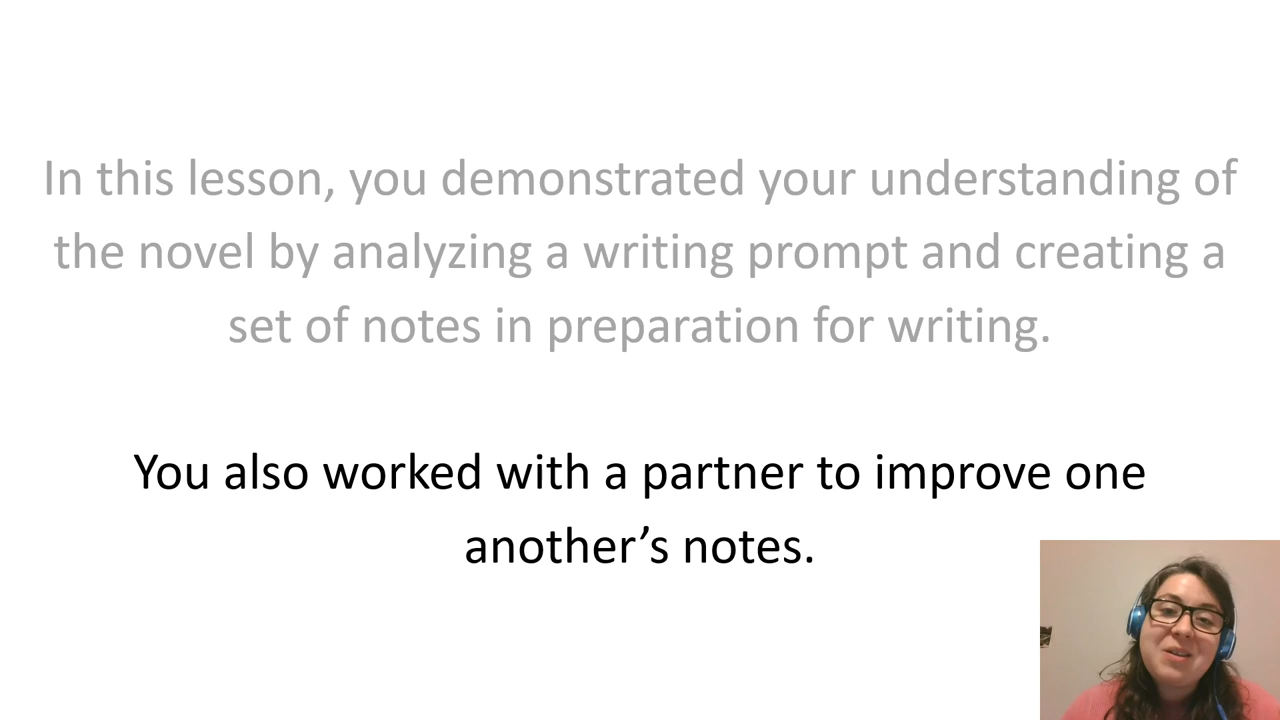 In this lesson, you demonstrated your understanding of
the novel by analyzing a writing prompt and creating a
set of notes in preparation for writing.
You also worked with a partner to improve one
another’s notes.